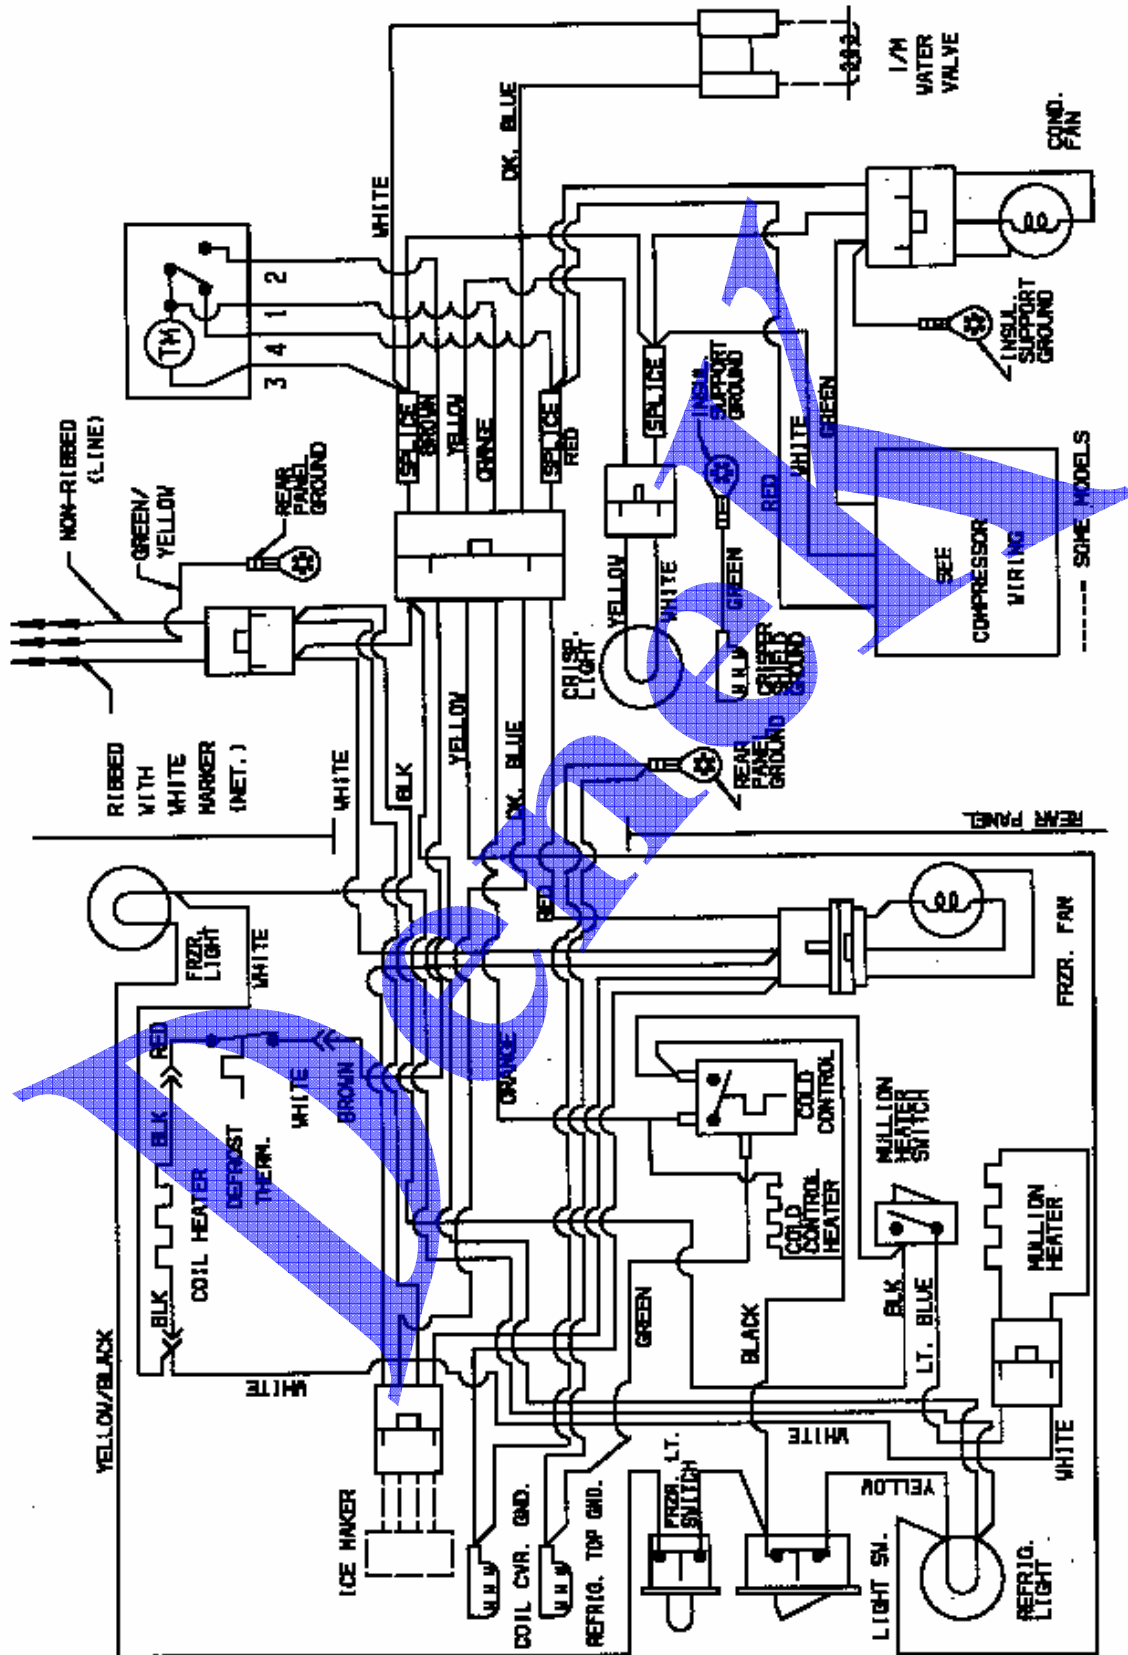 WHITE
I/M
WATER
VALVE
DK. BLUE
COND.
FAN
WHITE
TM
2
1
4
3
NON-RIBBED
(LINE)
GREEN/
YELLOW
REAR
PANEL
GROUND
SPLICE
BROWN
YELLOW
ORANGE
SPLICE
RED
SPLICE
INSUL.
SUPPORT
GROUND
INSUL.
SUPPORT
GROUND
GREEN
WHITE
RED
YELLOW
WHITE
GREEN
CRISP.
LIGHT
CRISPER
SHIELD
GROUND
SEE
COMPRESSOR
WIRING
------ SOME MODELS
RIBBED
WITH
WHITE
MARKER
(NET.)
WHITE
BLK
YELLOW
DK. BLUE
REAR
PANEL
GROUND
REAR PANEL
FRZR.
LIGHT
WHITE
RED
FRZR. FAN
RED
BLK
WHITE
BROWN
DEFROST
THERM.
COIL HEATER
BLK
ORANGE
COLD
CONTROL
COLD
CONTROL
HEATER
MULLION
HEATER
SWITCH
MULLION
HEATER
GREEN
BLACK
BLK
LT. BLUE
YELLOW/BLACK
WHITE
WHITE
WHITE
YELLOW
ICE MAKER
COIL CVR. GND.
REFRIG. TOP GND.
FRZR. LT.
SWITCH
LIGHT SW.
REFRIG.
LIGHT
DeneX